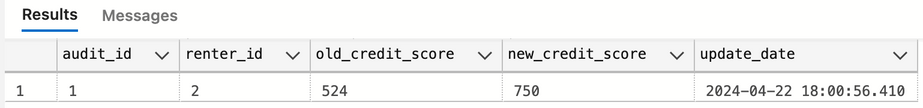 Results Messages
audit_id renter_id old_credit_score new_credit_score update_date
1 1 2 524 750 2024-04-22 18:00:56.410